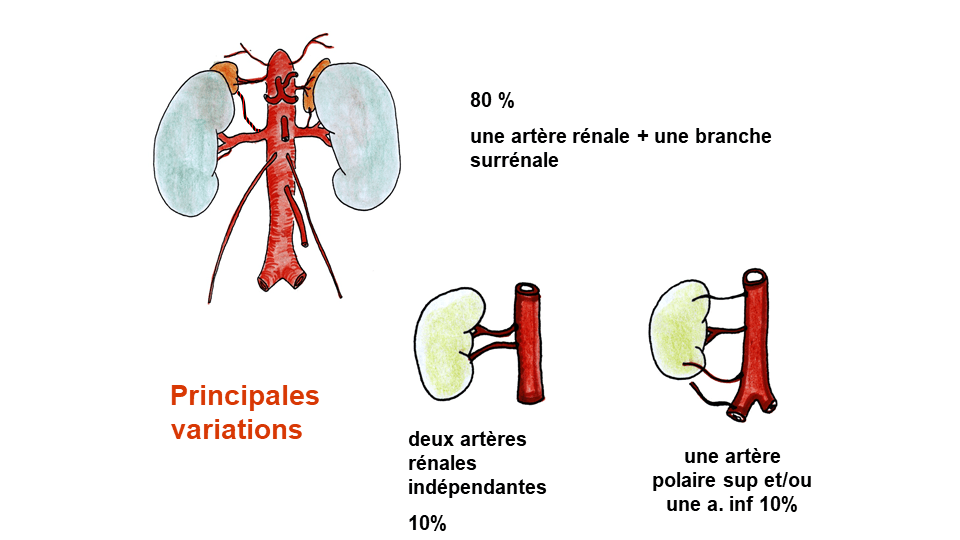 80 %
une artère rénale + une branche
surrénale
Principales
variations
deux artères
rénales
indépendantes
10%
une artère
polaire sup et/ou
une a. inf 10%